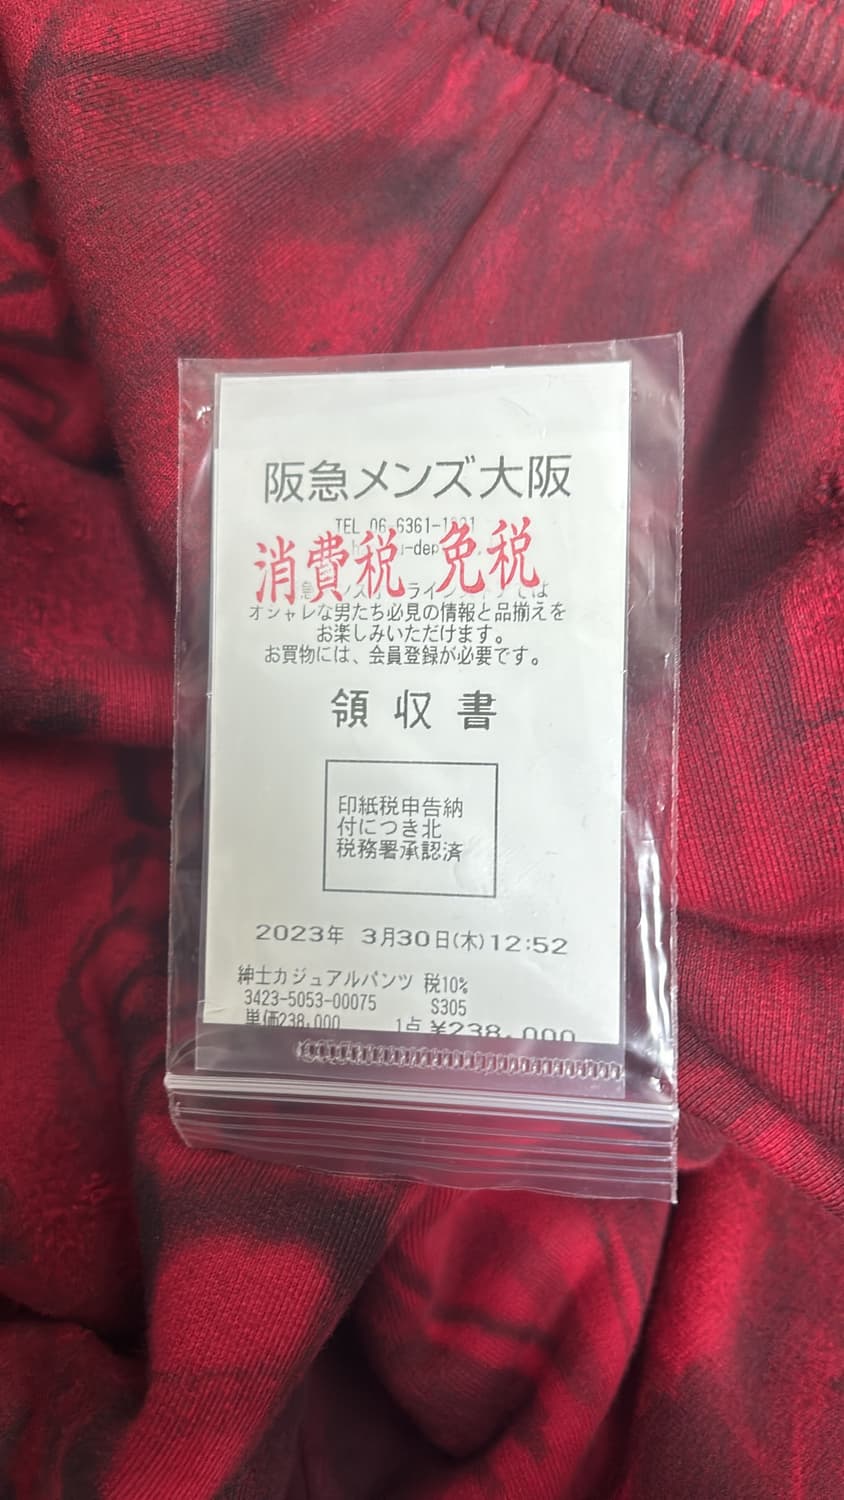 阪急メンズ大阪
TEL 06-6361-1
消費税 免税
オシャレな男たち必見の情報と品揃えを
お楽しみいただけます。
お買物には、会員登録が必要です。
領収書
印紙税申告納
付につき北
税務署承認済
2023年 3月30日(木)12:52
紳士カジュアルパンツ 税10%
3423-5053-00075 S305
単価238,000 1点 ¥238,000